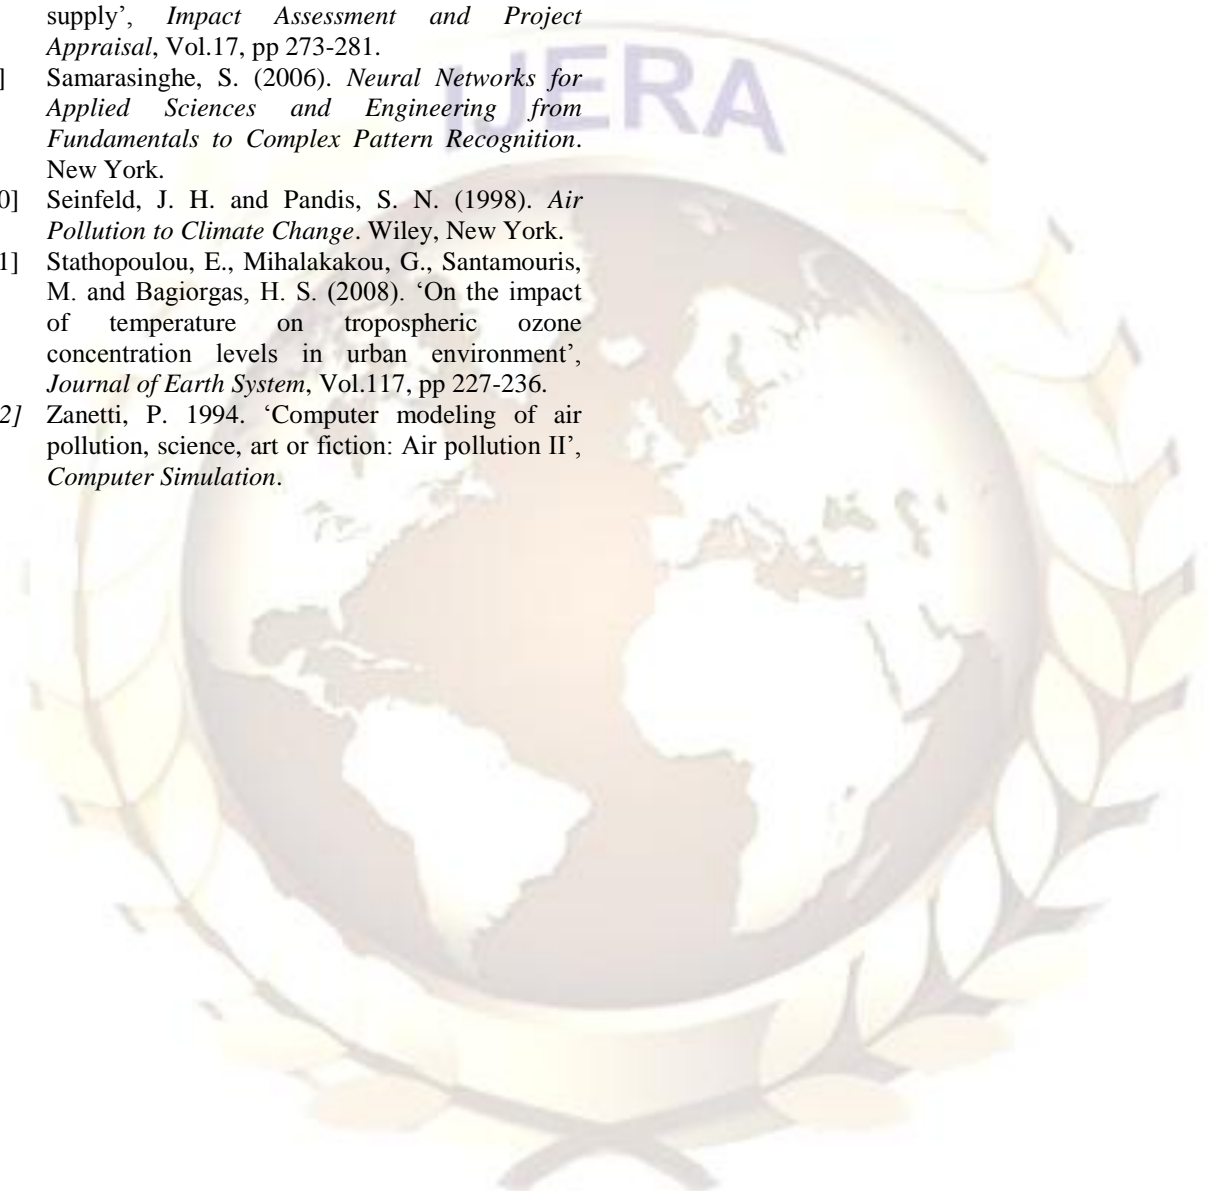 supply’, Impact Assessment and Project
Appraisal, Vol.17, pp 273-281.
] Samarasinghe, S. (2006). Neural Networks for
Applied Sciences and Engineering from
Fundamentals to Complex Pattern Recognition.
New York.
0] Seinfeld, J. H. and Pandis, S. N. (1998). Air
Pollution to Climate Change. Wiley, New York.
1] Stathopoulou, E., Mihalakakou, G., Santamouris,
M. and Bagiorgas, H. S. (2008). ‘On the impact
of temperature on tropospheric ozone
concentration levels in urban environment’,
Journal of Earth System, Vol.117, pp 227-236.
2] Zanetti, P. 1994. ‘Computer modeling of air
pollution, science, art or fiction: Air pollution II’,
Computer Simulation.
IJERA